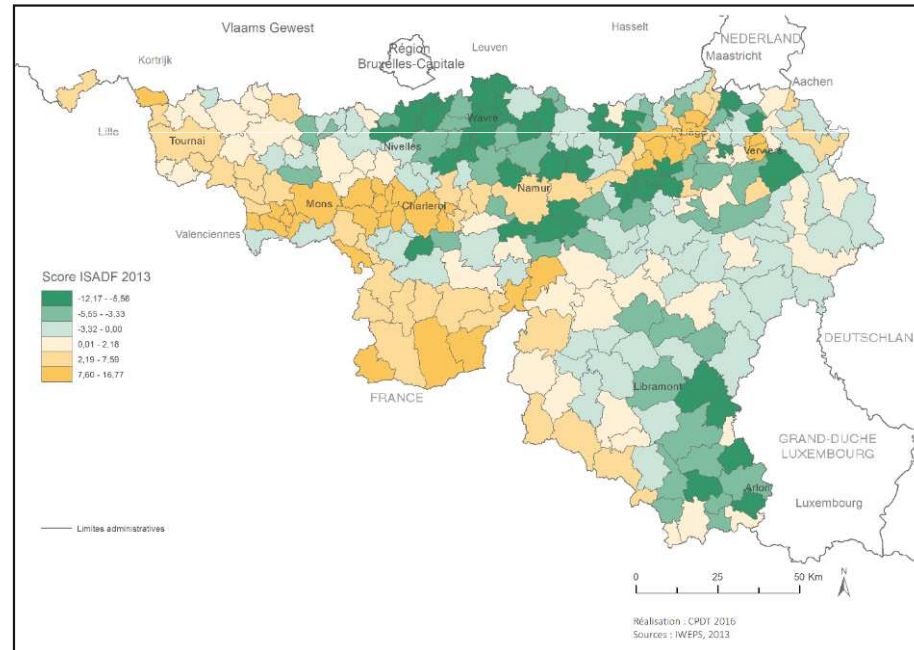 Vlaams Gewest
Hasselt
NEDERLAND
Kortrijk
Région
Bruxelles-Capitale
Leuven
Maastricht
Aachen
Lille
Tournai
Wavre
Nivelles
Liège
Verviers
Mons
Charleroi
Namur
Valenciennes
Score ISADF 2013
-12,17 - -5,56
-5,55 - -3,33
-3,32 - 0,00
0,01 - 2,18
2,19 - 7,59
7,60 - 16,77
DEUTSCHLAN
Libramont
FRANCE
GRAND-DUCHE
LUXEMBOURG
Arlon
Luxembourg
Limites administratives
0 25 50 Km
N
Réalisation : CPDT 2016
Sources : IWEPS, 2013